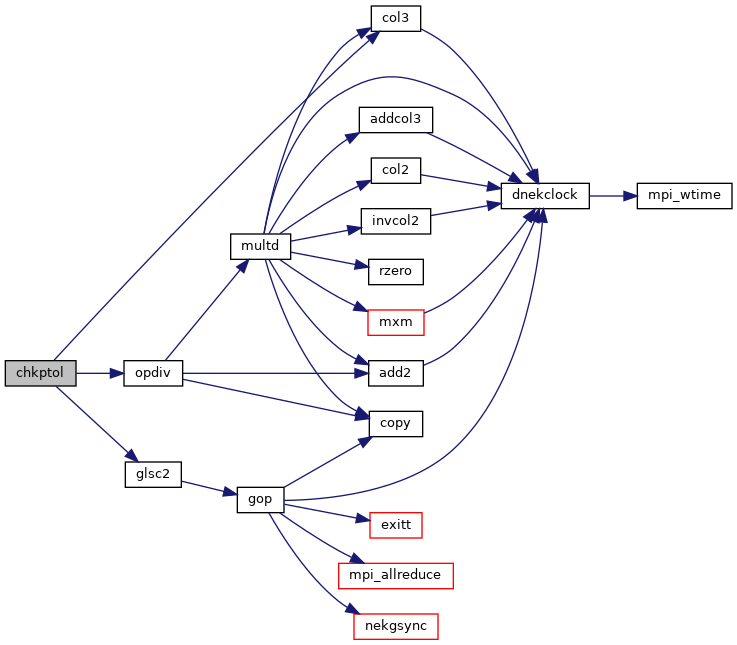 col3
addcol3
col2
dnekclock
mpi_wtime
invcol2
multd
rzero
mxm
chkptol
opdiv
add2
copy
glsc2
gop
exitt
mpi_allreduce
nekgsync